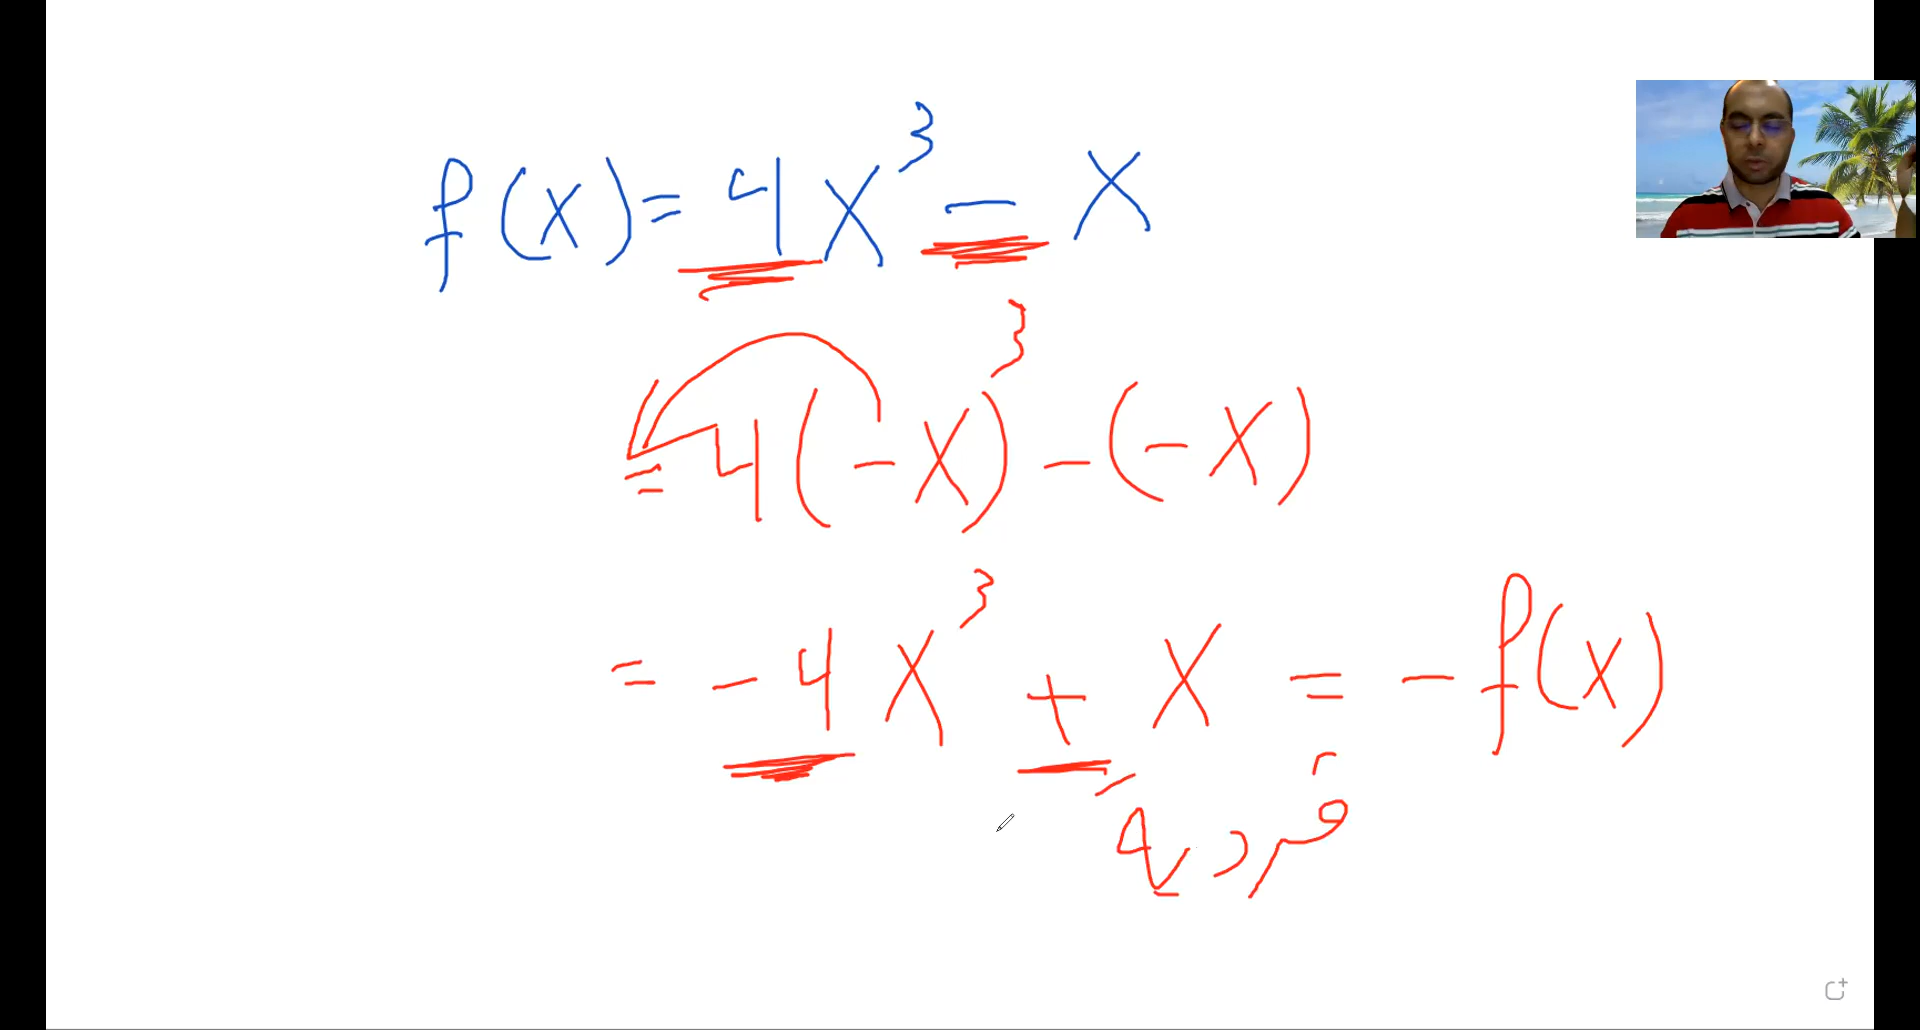 f(x) = 4x³ - x
= 4(-x)³ - (-x)
= -4x³ + x = -f(x)
فردية